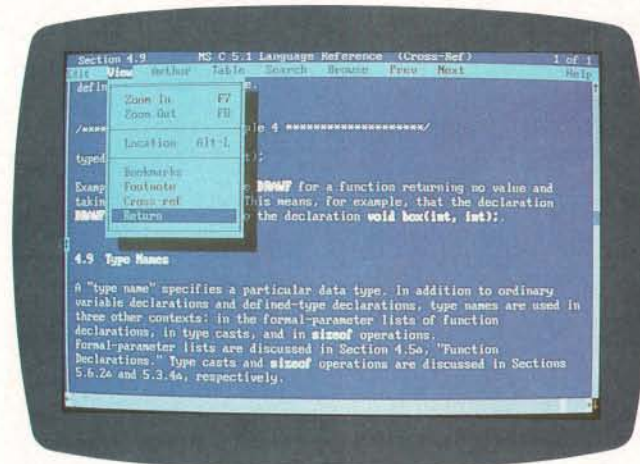 Section 4.9 MS C 5.1 Language Reference (Cross-Ref) 1 of 1
Edit View Author Table Search Browse Prev Next Help
defin
Zoom In F7
Zoom Out F8
/**** ple 4 *********************/
Location Alt-L
typed t);
Bookmarks
Examp e DRAWF for a function returning no value and
Footnote
takin This means, for example, that the declaration
Cross-ref
DRAWF o the declaration void box(int, int);.
Return
4.9 Type Names
A "type name" specifies a particular data type. In addition to ordinary
variable declarations and defined-type declarations, type names are used in
three other contexts: in the formal-parameter lists of function
declarations, in type casts, and in sizeof operations.
Formal-parameter lists are discussed in Section 4.5◬, "Function
Declarations." Type casts and sizeof operations are discussed in Sections
5.6.2◬ and 5.3.4◬, respectively.